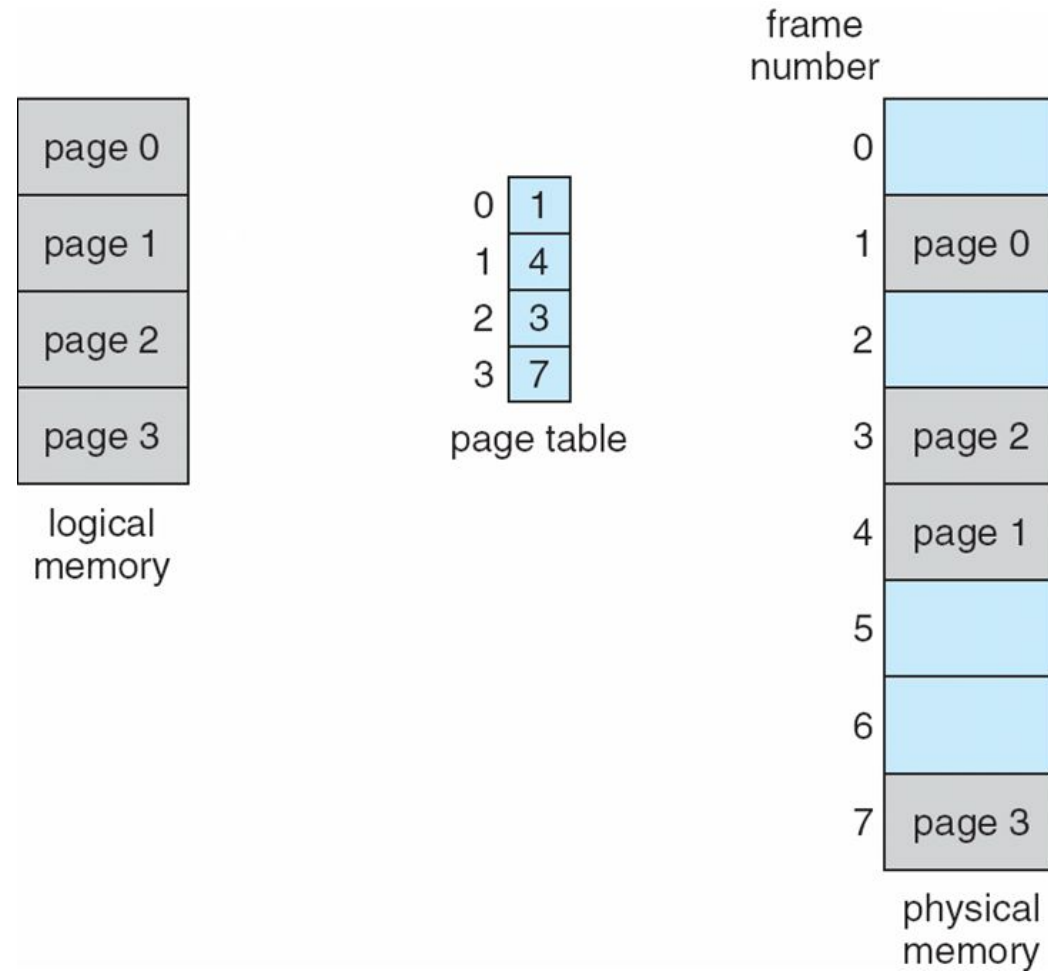 frame
number
page 0
page 1
page 2
page 3
logical
memory
0 1
1 4
2 3
3 7
page table
0
1 page 0
2
3 page 2
4 page 1
5
6
7 page 3
physical
memory